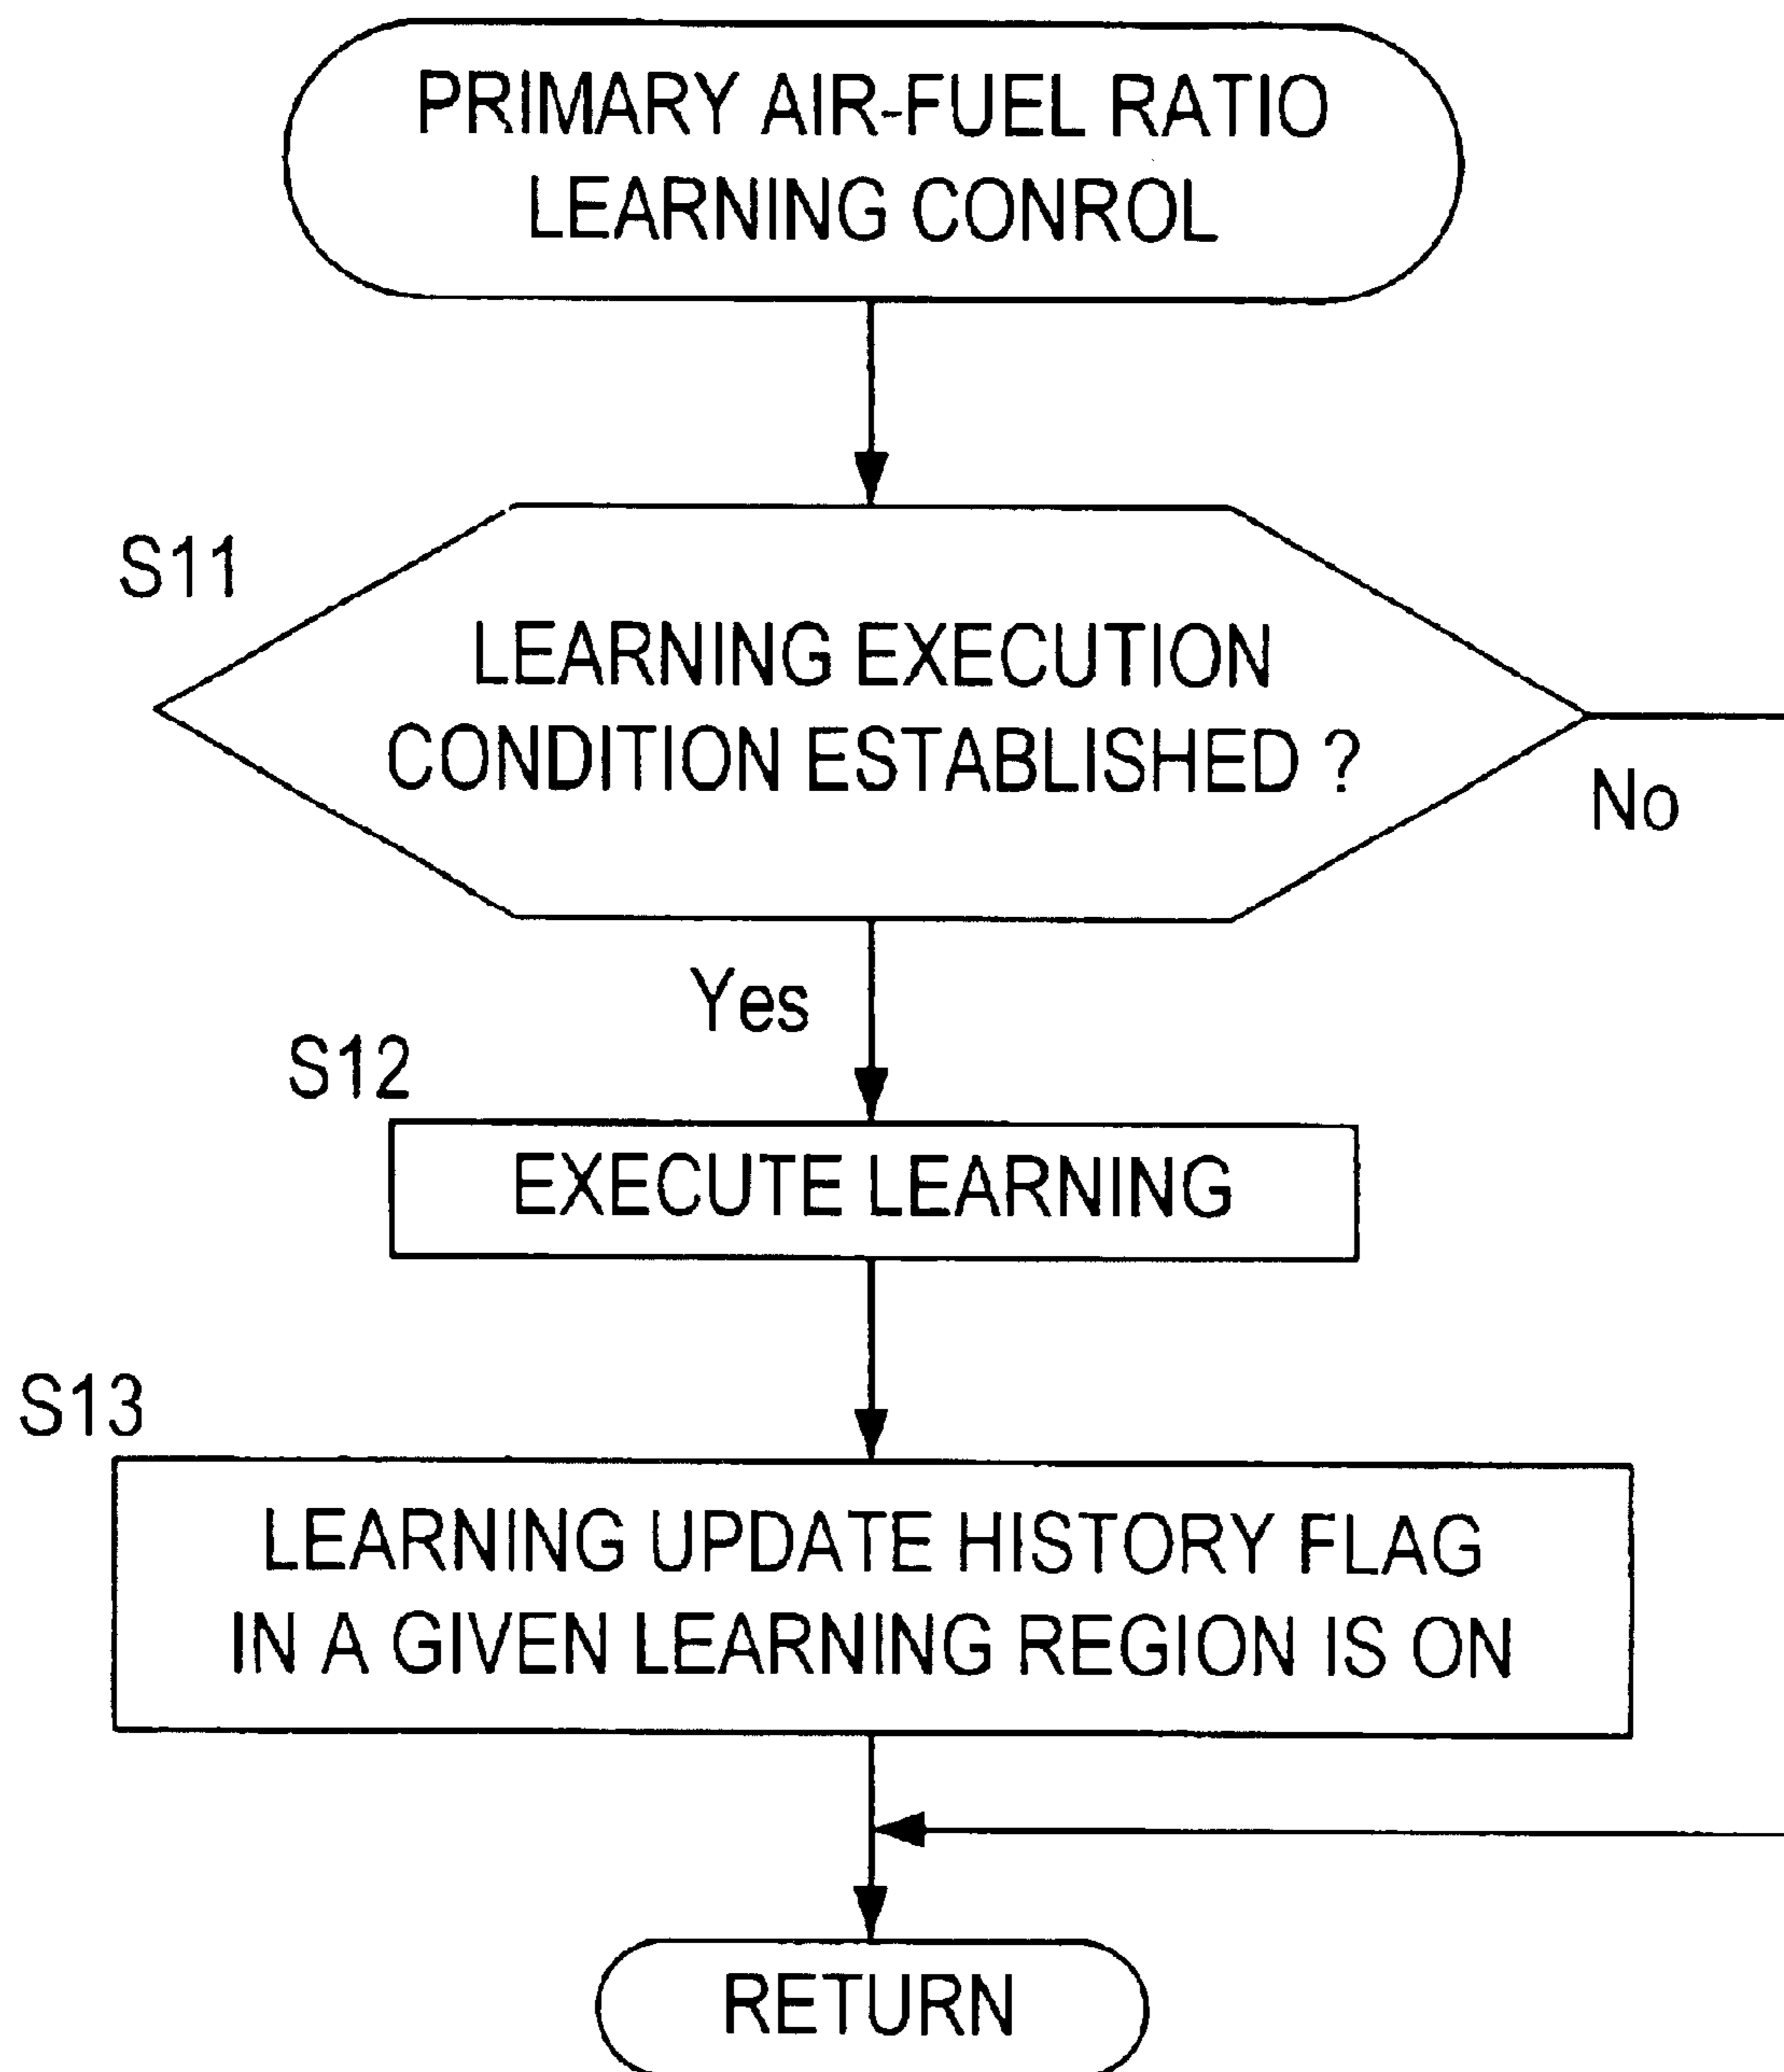 PRIMARY AIR-FUEL RATIO
LEARNING CONROL
S11
LEARNING EXECUTION
CONDITION ESTABLISHED ?
No
Yes
S12
EXECUTE LEARNING
S13
LEARNING UPDATE HISTORY FLAG
IN A GIVEN LEARNING REGION IS ON
RETURN